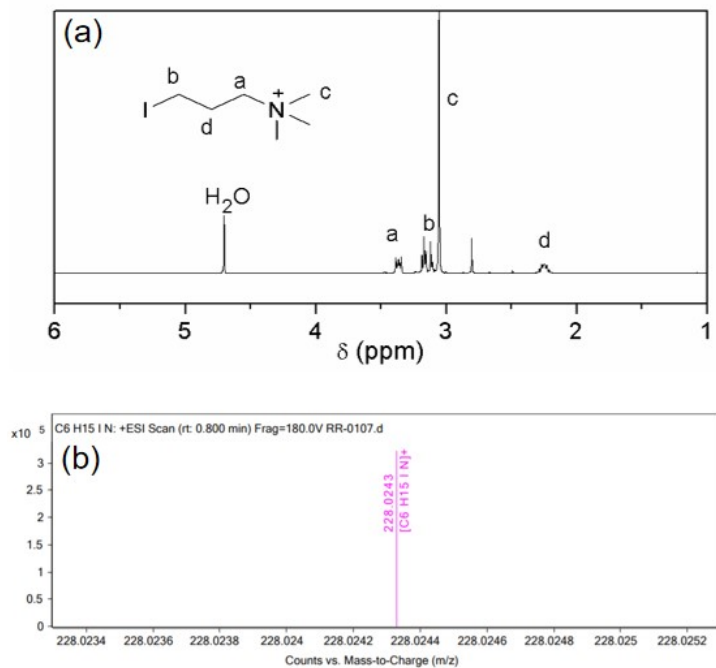 (a)
b
a
+
I
N
c
d
H2O
c
a
b
d
6
5
4
3
2
1
δ (ppm)
C6 H15 I N: +ESI Scan (rt: 0.800 min) Frag=180.0V RR-0107.d
x10 5
(b)
3
2.5
2
1.5
1
0.5
0
228.0243
[C6 H15 I N]+
228.0234
228.0236
228.0238
228.024
228.0242
228.0244
228.0246
228.0248
228.025
228.0252
Counts vs. Mass-to-Charge (m/z)